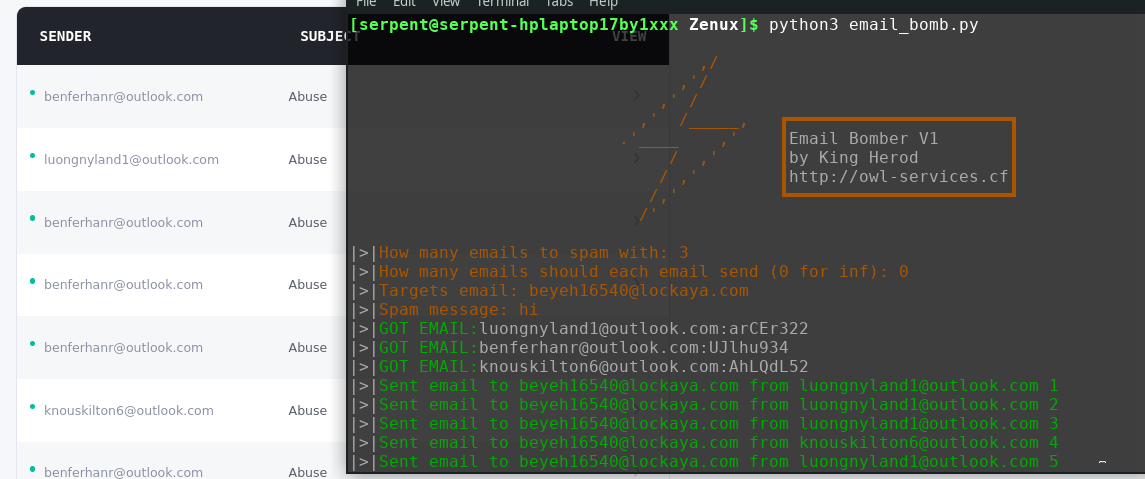 File Edit View Terminal Tabs Help
SENDER SUBJECT VIEW
[serpent@serpent-hplaptop17by1xxx Zenux]$ python3 email_bomb.py
benferhanr@outlook.com Abuse
luongnyland1@outlook.com Abuse
benferhanr@outlook.com Abuse
benferhanr@outlook.com Abuse
benferhanr@outlook.com Abuse
knouskilton6@outlook.com Abuse
benferhanr@outlook.com Abuse
Email Bomber V1
by King Herod
http://owl-services.cf
|>|How many emails to spam with: 3
|>|How many emails should each email send (0 for inf): 0
|>|Targets email: beyeh16540@lockaya.com
|>|Spam message: hi
|>|GOT EMAIL:luongnyland1@outlook.com:arCEr322
|>|GOT EMAIL:benferhanr@outlook.com:UJlhu934
|>|GOT EMAIL:knouskilton6@outlook.com:AhLQdL52
|>|Sent email to beyeh16540@lockaya.com from luongnyland1@outlook.com 1
|>|Sent email to beyeh16540@lockaya.com from luongnyland1@outlook.com 2
|>|Sent email to beyeh16540@lockaya.com from luongnyland1@outlook.com 3
|>|Sent email to beyeh16540@lockaya.com from knouskilton6@outlook.com 4
|>|Sent email to beyeh16540@lockaya.com from luongnyland1@outlook.com 5